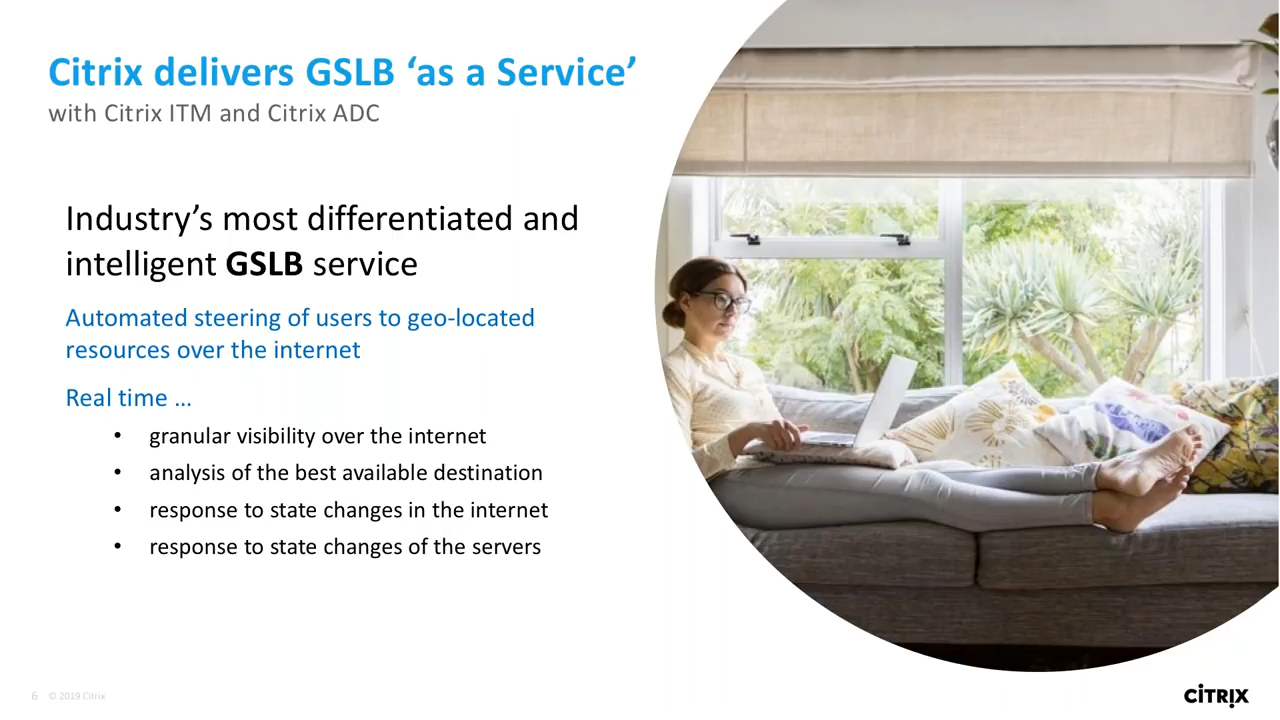 Citrix delivers GSLB ‘as a Service’
with Citrix ITM and Citrix ADC
Industry’s most differentiated and
intelligent GSLB service
Automated steering of users to geo-located
resources over the internet
Real time ...
• granular visibility over the internet
• analysis of the best available destination
• response to state changes in the internet
• response to state changes of the servers
6 © 2019 Citrix
CITRIX